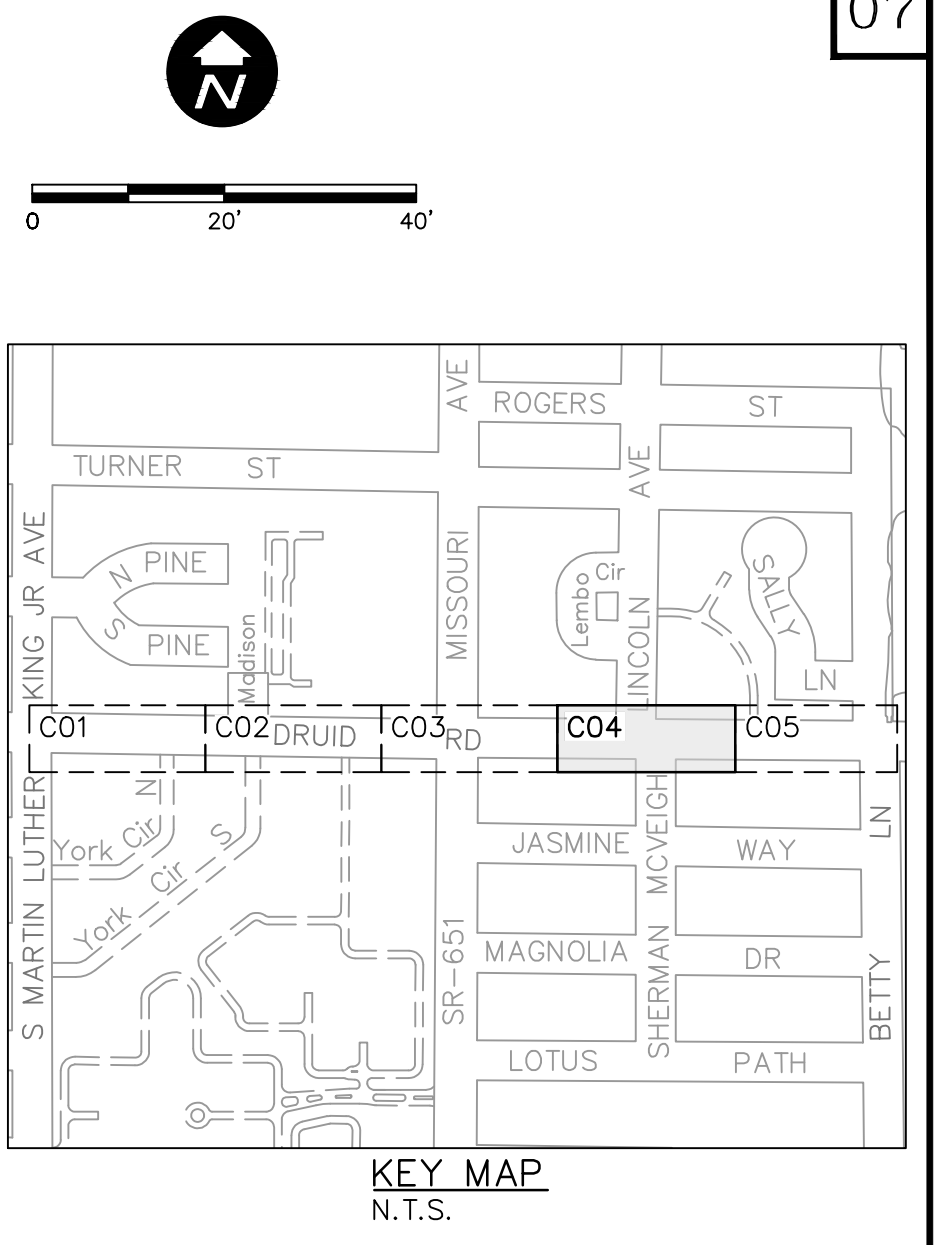 07
N
0 20' 40'
AVE
ROGERS ST
TURNER ST
AVE
S MARTIN LUTHER KING JR AVE
N PINE
S PINE
Madison
MISSOURI
Lembo Cir
LINCOLN
SALLY LN
C01 C02 C03 C04 C05
DRUID RD
York Cir N
York Cir S
JASMINE WAY
SHERMAN MCVEIGH
MAGNOLIA DR
SR-651
BETTY LN
LOTUS PATH
KEY MAP
N.T.S.